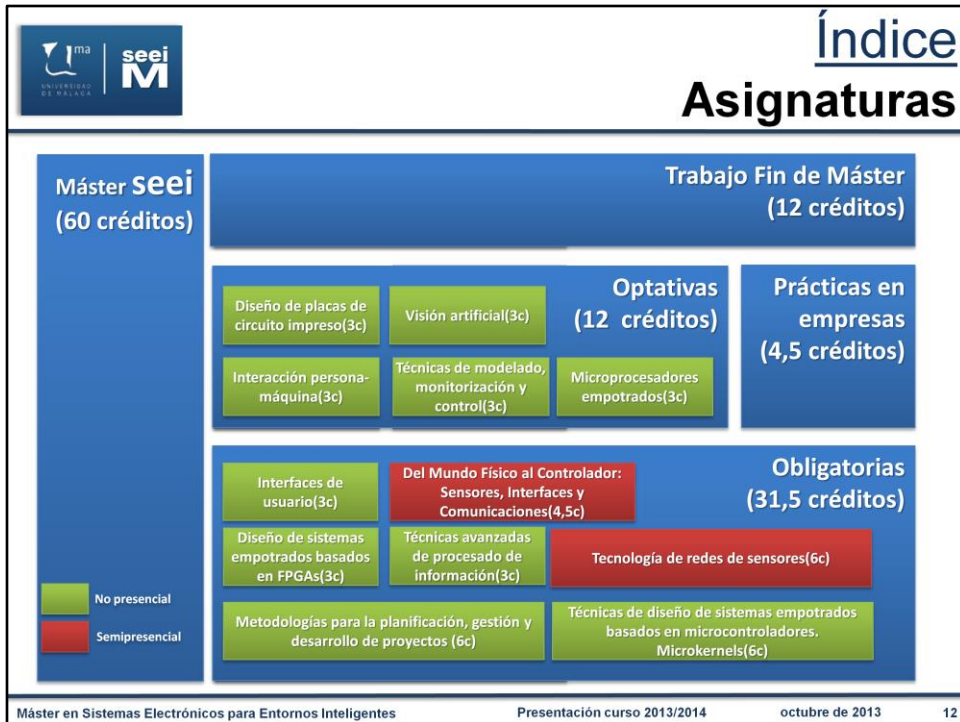 uma
UNIVERSIDAD
DE MÁLAGA
seei
M
Índice
Asignaturas
Máster seei
(60 créditos)
Trabajo Fin de Máster
(12 créditos)
Diseño de placas de
circuito impreso(3c)
Visión artificial(3c)
Optativas
(12 créditos)
Interacción persona-
máquina(3c)
Técnicas de modelado,
monitorización y
control(3c)
Microprocesadores
empotrados(3c)
Prácticas en
empresas
(4,5 créditos)
Interfaces de
usuario(3c)
Del Mundo Físico al Controlador:
Sensores, Interfaces y
Comunicaciones(4,5c)
Obligatorias
(31,5 créditos)
Diseño de sistemas
empotrados basados
en FPGAs(3c)
Técnicas avanzadas
de procesado de
información(3c)
Tecnología de redes de sensores(6c)
Metodologías para la planificación, gestión y
desarrollo de proyectos (6c)
Técnicas de diseño de sistemas empotrados
basados en microcontroladores.
Microkernels(6c)
No presencial
Semipresencial
Máster en Sistemas Electrónicos para Entornos Inteligentes
Presentación curso 2013/2014
octubre de 2013
12